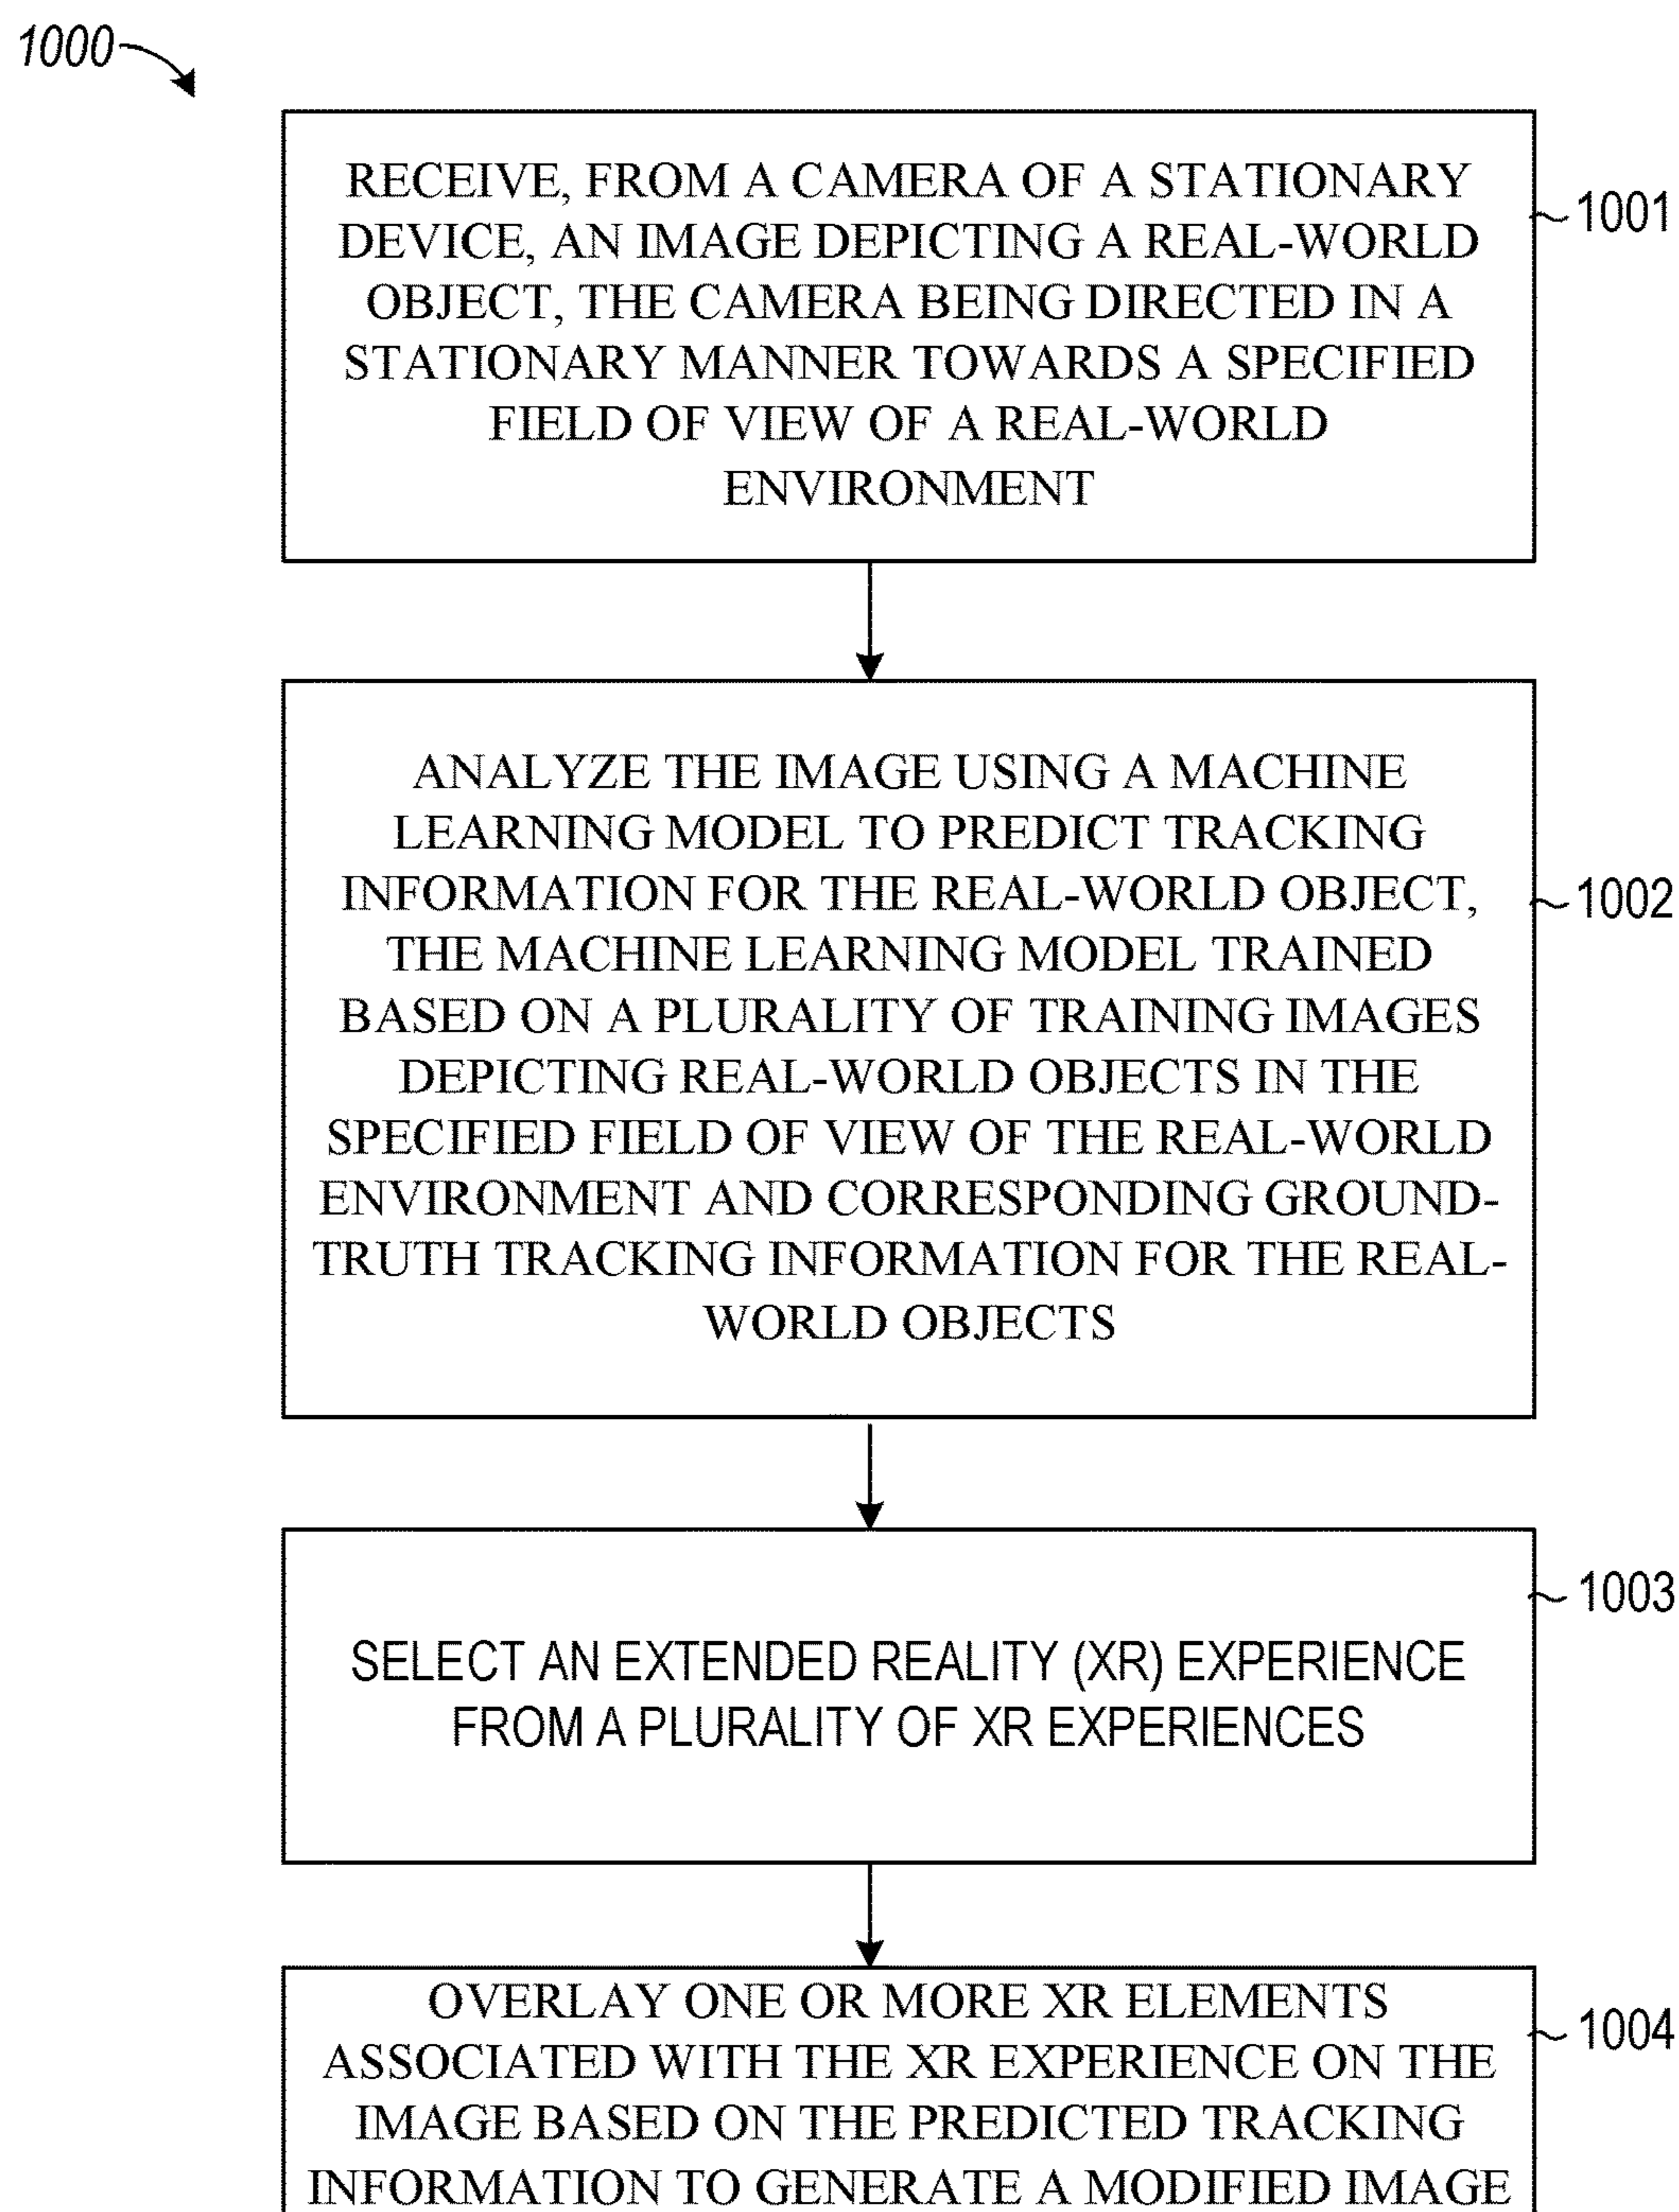 1000
RECEIVE, FROM A CAMERA OF A STATIONARY
DEVICE, AN IMAGE DEPICTING A REAL-WORLD
OBJECT, THE CAMERA BEING DIRECTED IN A
STATIONARY MANNER TOWARDS A SPECIFIED
FIELD OF VIEW OF A REAL-WORLD
ENVIRONMENT
1001
ANALYZE THE IMAGE USING A MACHINE
LEARNING MODEL TO PREDICT TRACKING
INFORMATION FOR THE REAL-WORLD OBJECT,
THE MACHINE LEARNING MODEL TRAINED
BASED ON A PLURALITY OF TRAINING IMAGES
DEPICTING REAL-WORLD OBJECTS IN THE
SPECIFIED FIELD OF VIEW OF THE REAL-WORLD
ENVIRONMENT AND CORRESPONDING GROUND-
TRUTH TRACKING INFORMATION FOR THE REAL-
WORLD OBJECTS
1002
SELECT AN EXTENDED REALITY (XR) EXPERIENCE
FROM A PLURALITY OF XR EXPERIENCES
1003
OVERLAY ONE OR MORE XR ELEMENTS
ASSOCIATED WITH THE XR EXPERIENCE ON THE
IMAGE BASED ON THE PREDICTED TRACKING
INFORMATION TO GENERATE A MODIFIED IMAGE
1004